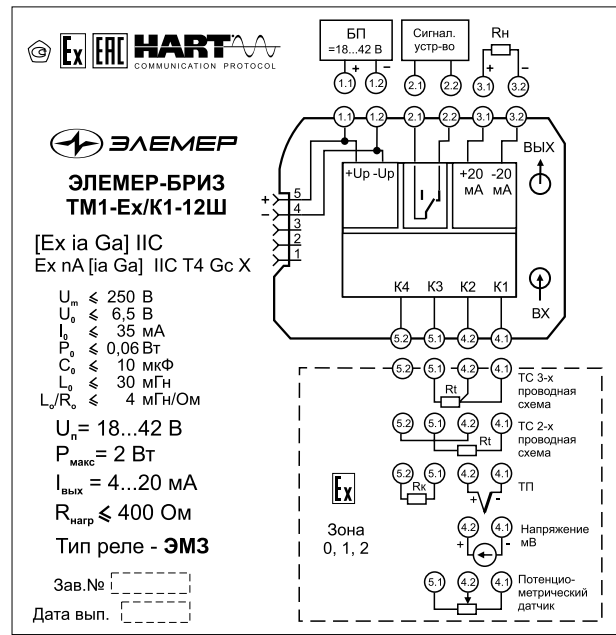 Ex EAC HART
COMMUNICATION PROTOCOL
ЭЛЕМЕР
ЭЛЕМЕР-БРИЗ
ТМ1-Ех/К1-12Ш
[Ex ia Ga] IIC
Ex nA [ia Ga] IIC T4 Gc X
Um ⩽ 250 В
U0 ⩽ 6,5 В
I0 ⩽ 35 мА
P0 ⩽ 0,06 Вт
C0 ⩽ 10 мкФ
L0 ⩽ 30 мГн
Lo/Ro ⩽ 4 мГн/Ом
Uп= 18...42 В
Pмакс= 2 Вт
Iвых = 4...20 мА
Rнагр ⩽ 400 Ом
Тип реле - ЭМЗ
Зав.№
Дата вып.
БП
=18...42 В
Сигнал.
устр-во
Rн
+ − + −
1.1 1.2 2.1 2.2 3.1 3.2
1.1 1.2 2.1 2.2 3.1 3.2
ВЫХ
+Up -Up
+20 мА
-20 мА
+ 5
− 4
3
2
1
K4 K3 K2 K1
ВХ
5.2 5.1 4.2 4.1
5.2 5.1 4.2 4.1
Rt
ТС 3-х
проводная
схема
5.2 5.1 4.2 4.1
Rt
ТС 2-х
проводная
схема
5.2 5.1 4.2 4.1
Rк
+ -
ТП
Ex
Зона
0, 1, 2
4.2 4.1
+ -
Напряжение
мВ
5.1 4.2 4.1
Потенцио-
метрический
датчик